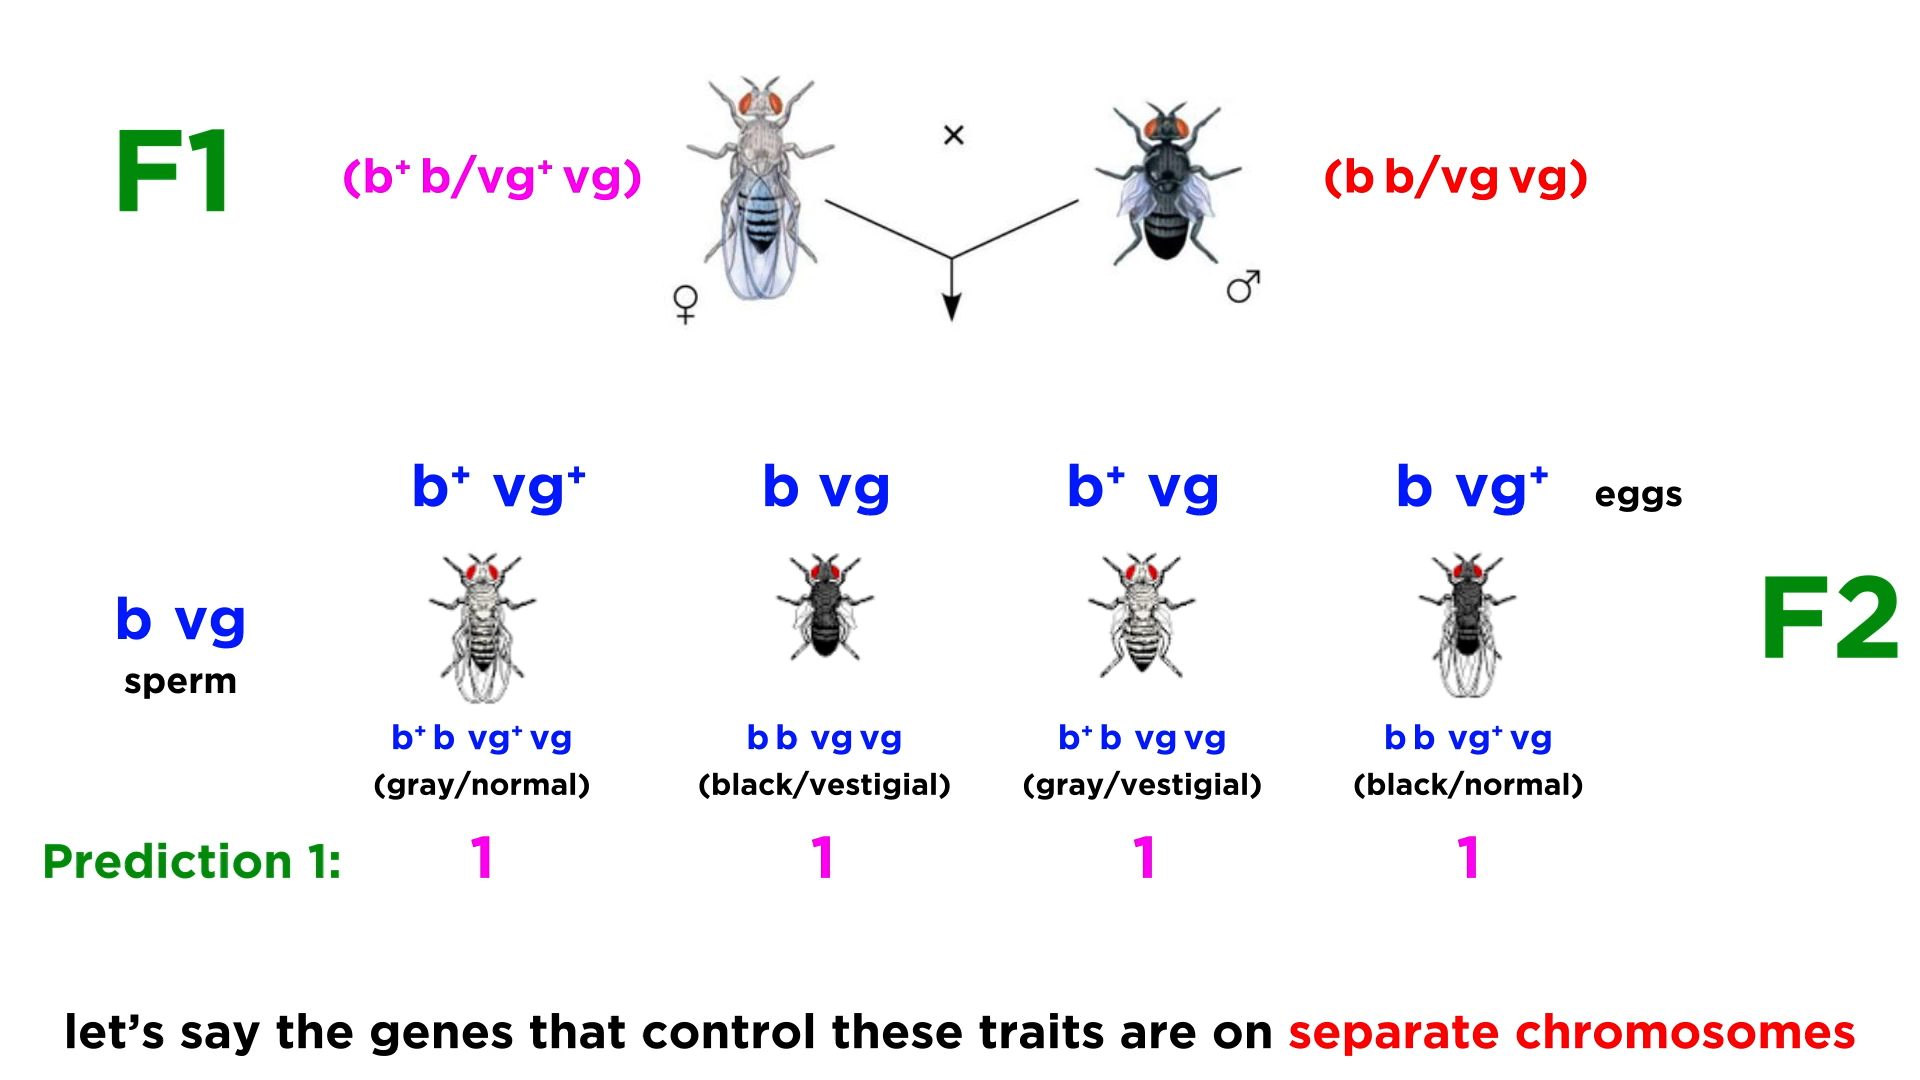 F1
(b⁺ b/vg⁺ vg)
×
(b b/vg vg)
♀
♂
b⁺ vg⁺
b vg
b⁺ vg
b vg⁺
eggs
b vg
sperm
F2
b⁺ b vg⁺ vg
b b vg vg
b⁺ b vg vg
b b vg⁺ vg
(gray/normal)
(black/vestigial)
(gray/vestigial)
(black/normal)
Prediction 1: 1 1 1 1
let’s say the genes that control these traits are on separate chromosomes